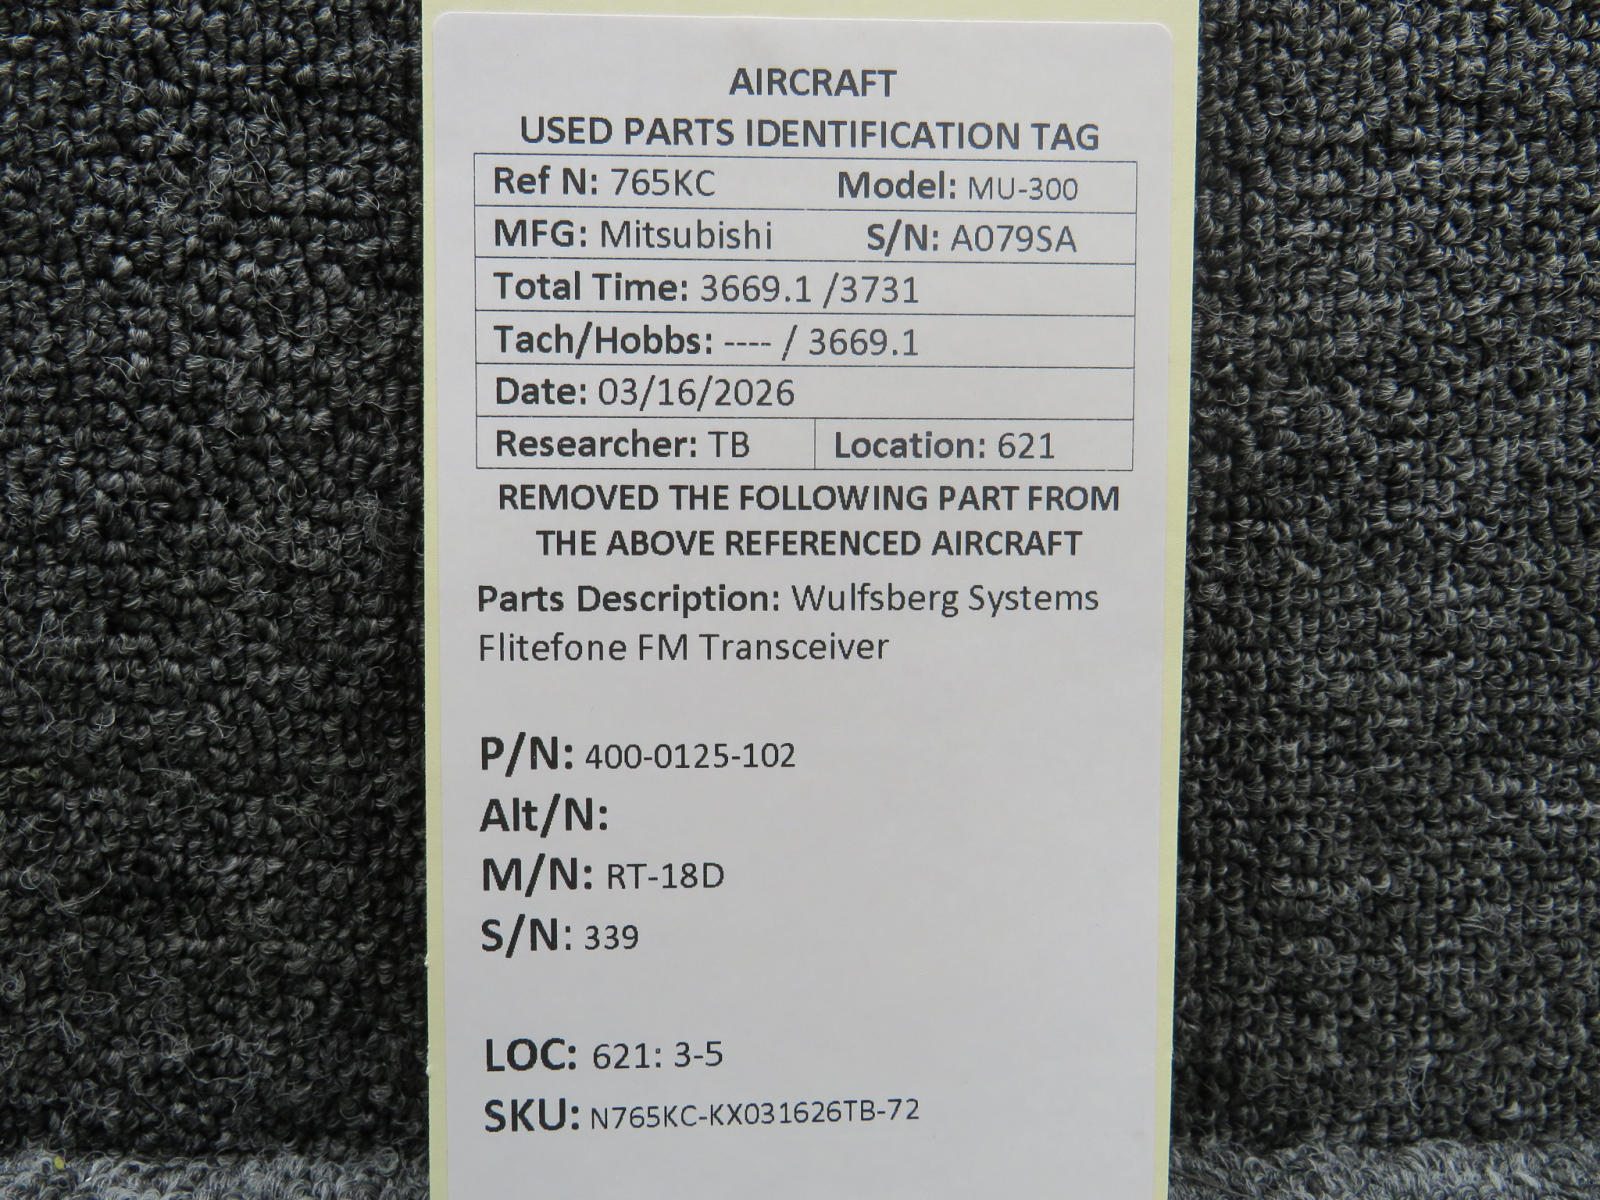 AIRCRAFT
USED PARTS IDENTIFICATION TAG
Ref N: 765KC Model: MU-300
MFG: Mitsubishi S/N: A079SA
Total Time: 3669.1 /3731
Tach/Hobbs: ---- / 3669.1
Date: 03/16/2026
Researcher: TB Location: 621
REMOVED THE FOLLOWING PART FROM
THE ABOVE REFERENCED AIRCRAFT
Parts Description: Wulfsberg Systems
Flitefone FM Transceiver
P/N: 400-0125-102
Alt/N:
M/N: RT-18D
S/N: 339
LOC: 621: 3-5
SKU: N765KC-KX031626TB-72